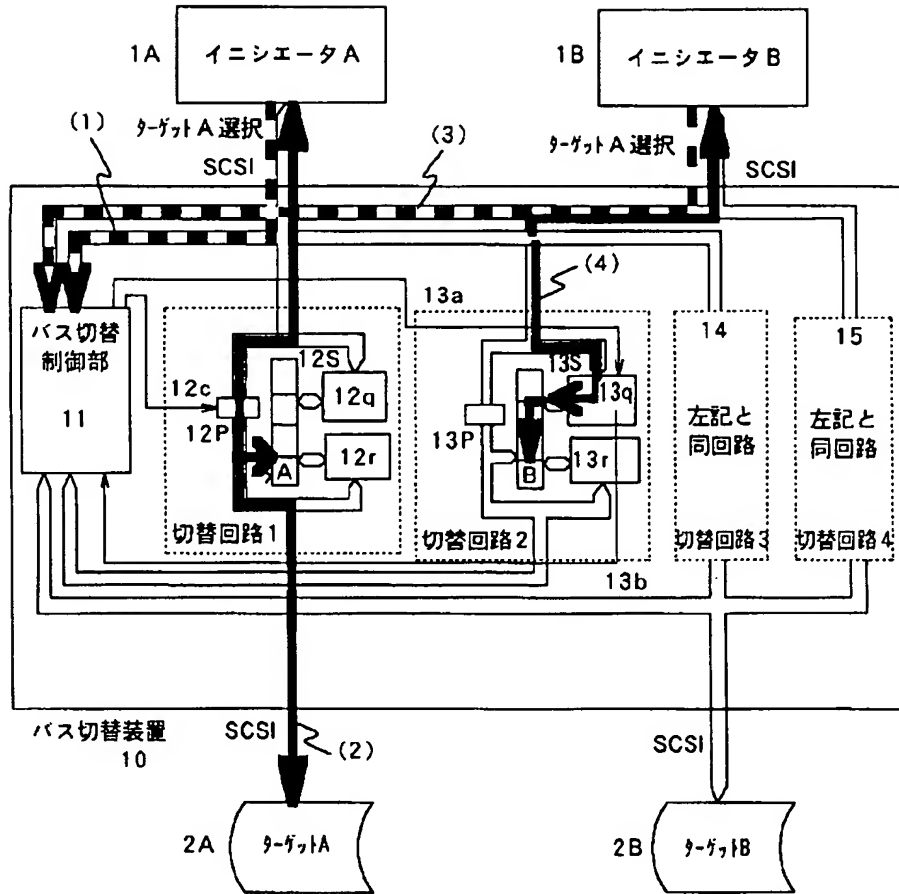 1A
イニシエータA
1B
イニシエータB
(1)
ターゲットA選択
SCSI
(3)
ターゲットA選択
SCSI
(4)
13a
バス切替
制御部
11
12c
12P
12S
12q
12r
A
切替回路1
13S
13q
13P
13r
B
切替回路2
14
左記と
同回路
切替回路3
15
左記と
同回路
切替回路4
13b
バス切替装置
10
SCSI
(2)
SCSI
2A
ターゲットA
2B
ターゲットB